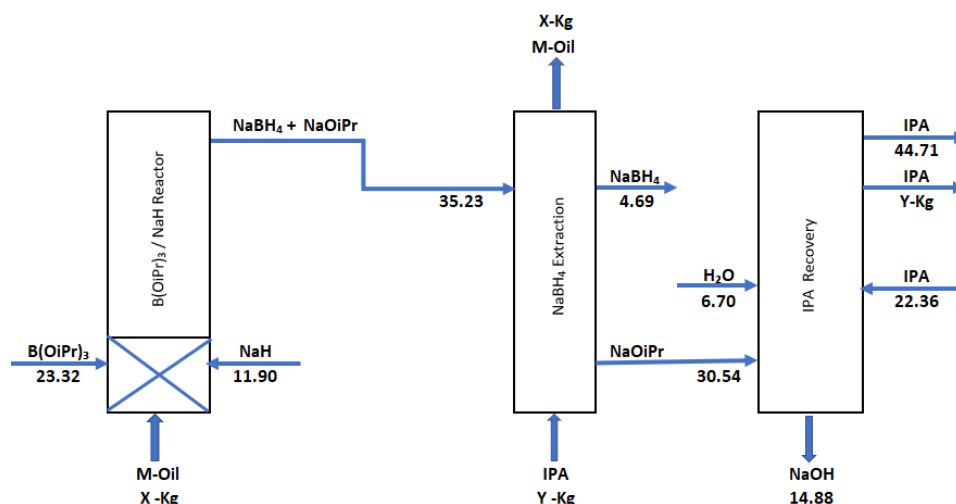 X-Kg
M-Oil
NaBH₄ + NaOiPr
35.23
B(OiPr)₃ / NaH Reactor
B(OiPr)₃
23.32
NaH
11.90
M-Oil
X -Kg
NaBH₄ Extraction
NaBH₄
4.69
H₂O
6.70
NaOiPr
30.54
IPA
Y -Kg
IPA Recovery
IPA
44.71
IPA
Y-Kg
IPA
22.36
NaOH
14.88